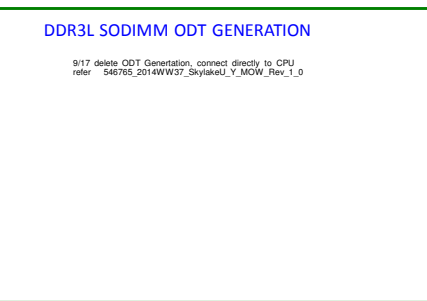 DDR3L SODIMM ODT GENERATION
9/17 delete ODT Genertation, connect directly to CPU
refer 546765_2014WW37_SkylakeU_Y_MOW_Rev_1_0